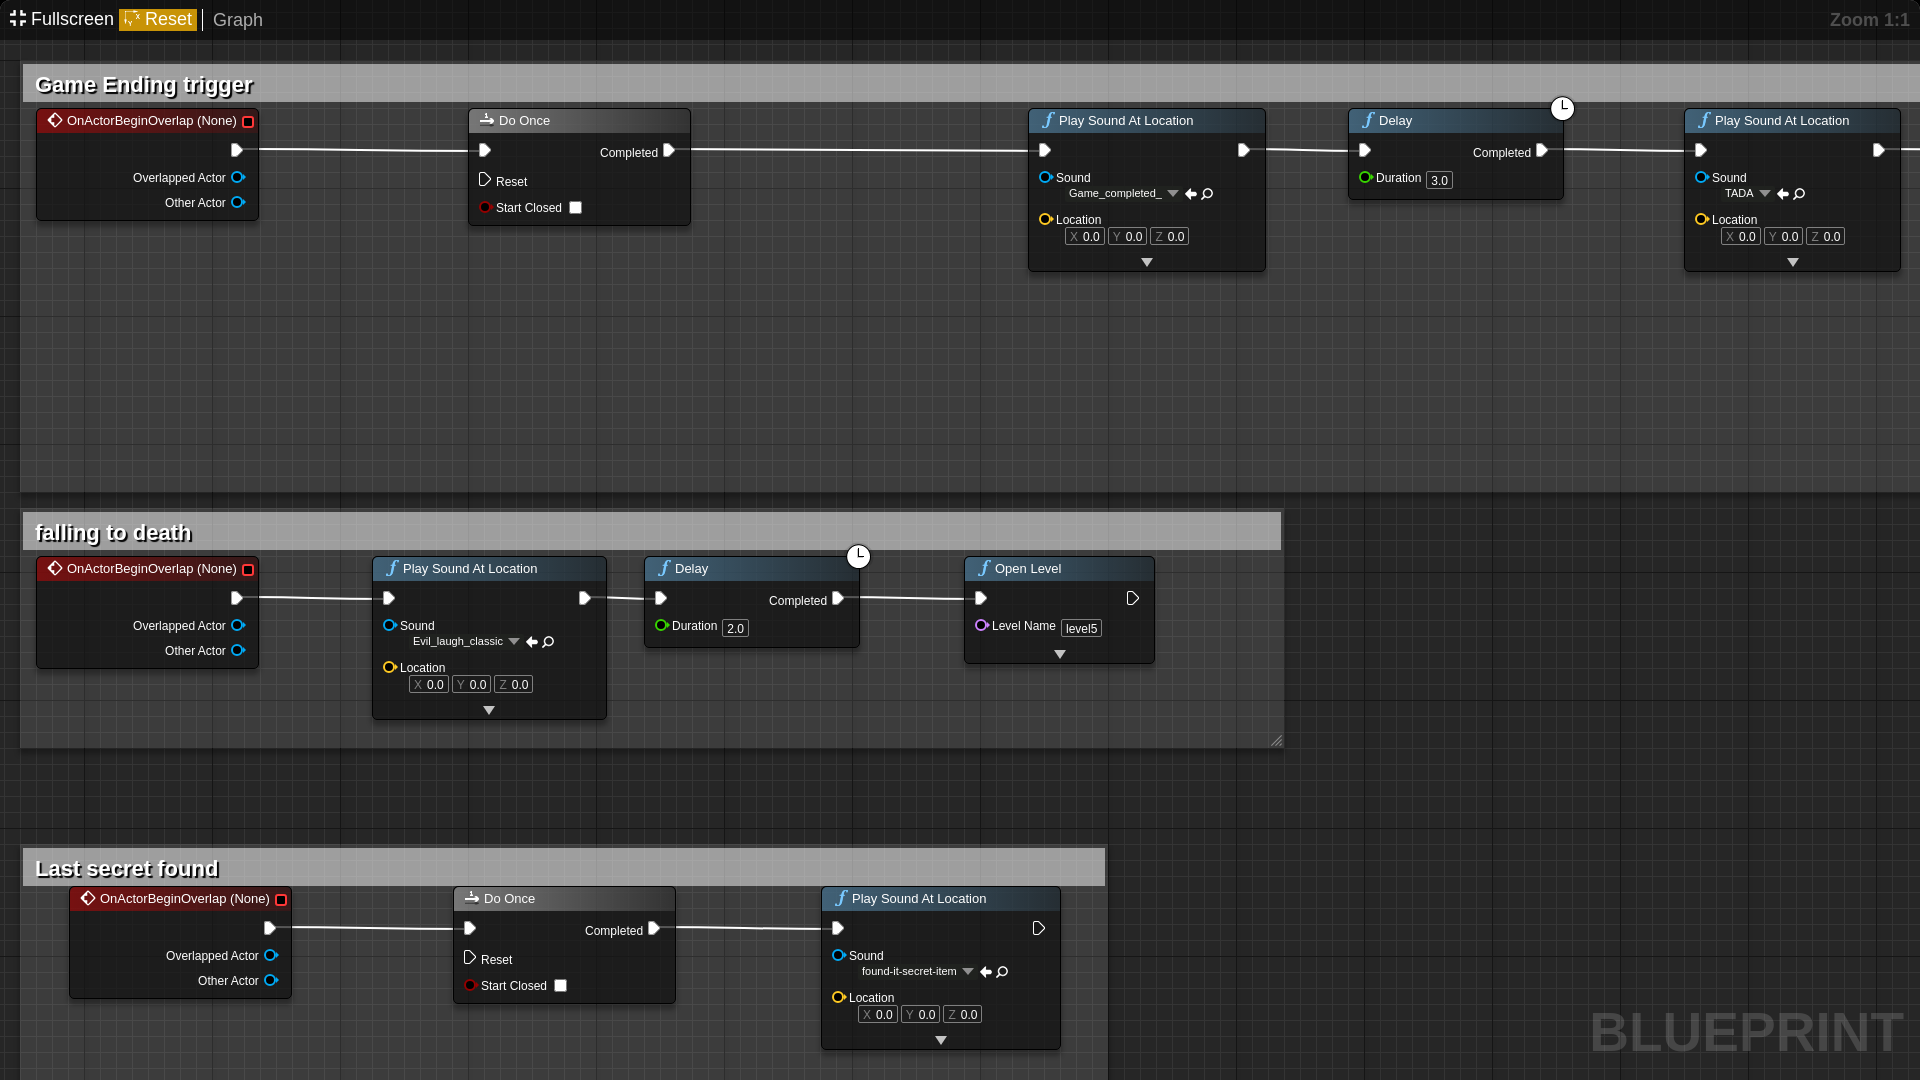 Fullscreen Reset Graph Zoom 1:1
Game Ending trigger
OnActorBeginOverlap (None)
Overlapped Actor
Other Actor
Do Once
Completed
Reset
Start Closed
Play Sound At Location
Sound
Game_completed_
Location
X 0.0 Y 0.0 Z 0.0
Delay
Completed
Duration 3.0
Play Sound At Location
Sound
TADA
Location
X 0.0 Y 0.0 Z 0.0
falling to death
OnActorBeginOverlap (None)
Overlapped Actor
Other Actor
Play Sound At Location
Sound
Evil_laugh_classic
Location
X 0.0 Y 0.0 Z 0.0
Delay
Completed
Duration 2.0
Open Level
Level Name level5
Last secret found
OnActorBeginOverlap (None)
Overlapped Actor
Other Actor
Do Once
Completed
Reset
Start Closed
Play Sound At Location
Sound
found-it-secret-item
Location
X 0.0 Y 0.0 Z 0.0
BLUEPRINT